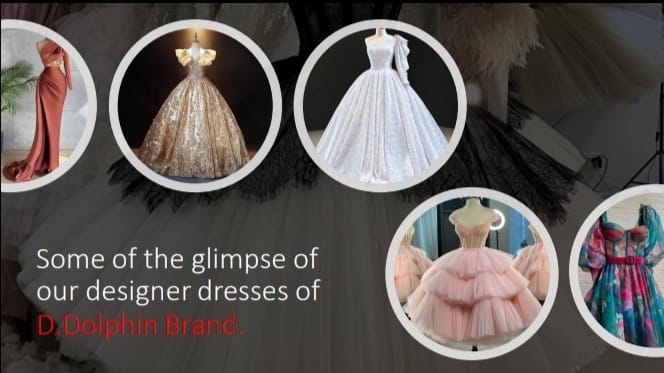 Some of the glimpse of
our designer dresses of
D.Dolphin Brand.